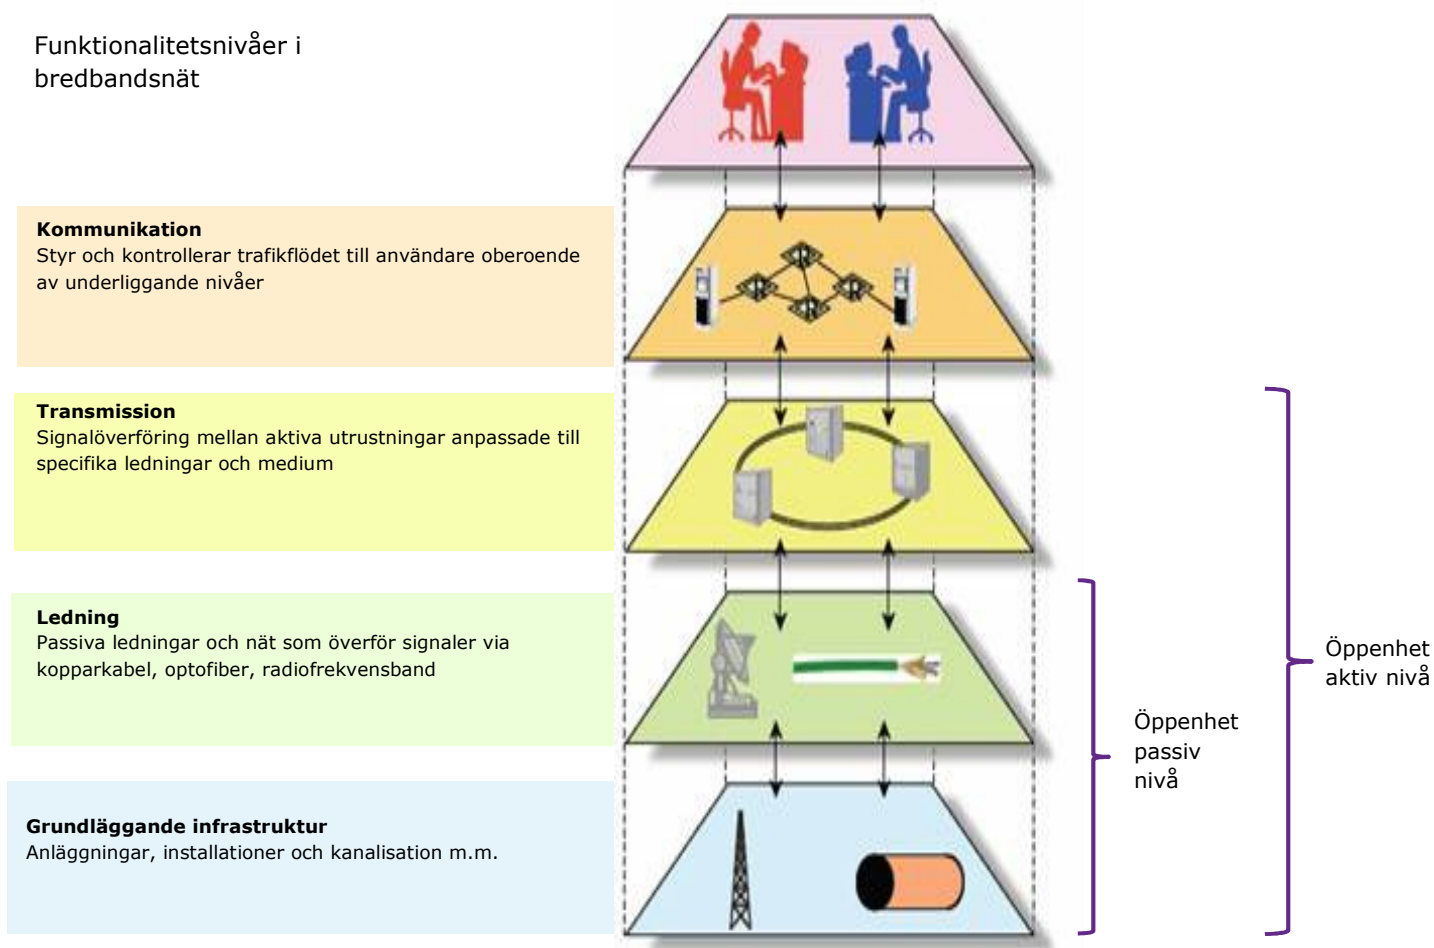 Funktionalitetsnivåer i
bredbandsnät
Kommunikation
Styr och kontrollerar trafikflödet till användare oberoende
av underliggande nivåer
Transmission
Signalöverföring mellan aktiva utrustningar anpassade till
specifika ledningar och medium
Ledning
Passiva ledningar och nät som överför signaler via
kopparkabel, optofiber, radiofrekvensband
Grundläggande infrastruktur
Anläggningar, installationer och kanalisation m.m.
Öppenhet
passiv
nivå
Öppenhet
aktiv nivå